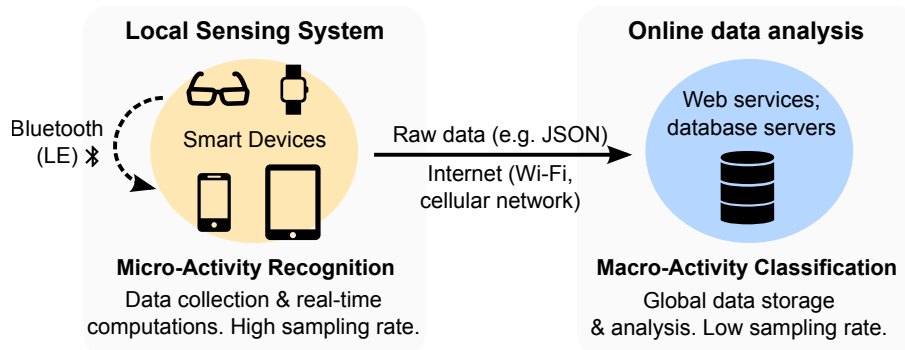 Local Sensing System
Bluetooth
(LE)
Smart Devices
Micro-Activity Recognition
Data collection & real-time
computations. High sampling rate.
Raw data (e.g. JSON)
Internet (Wi-Fi,
cellular network)
Online data analysis
Web services;
database servers
Macro-Activity Classification
Global data storage
& analysis. Low sampling rate.